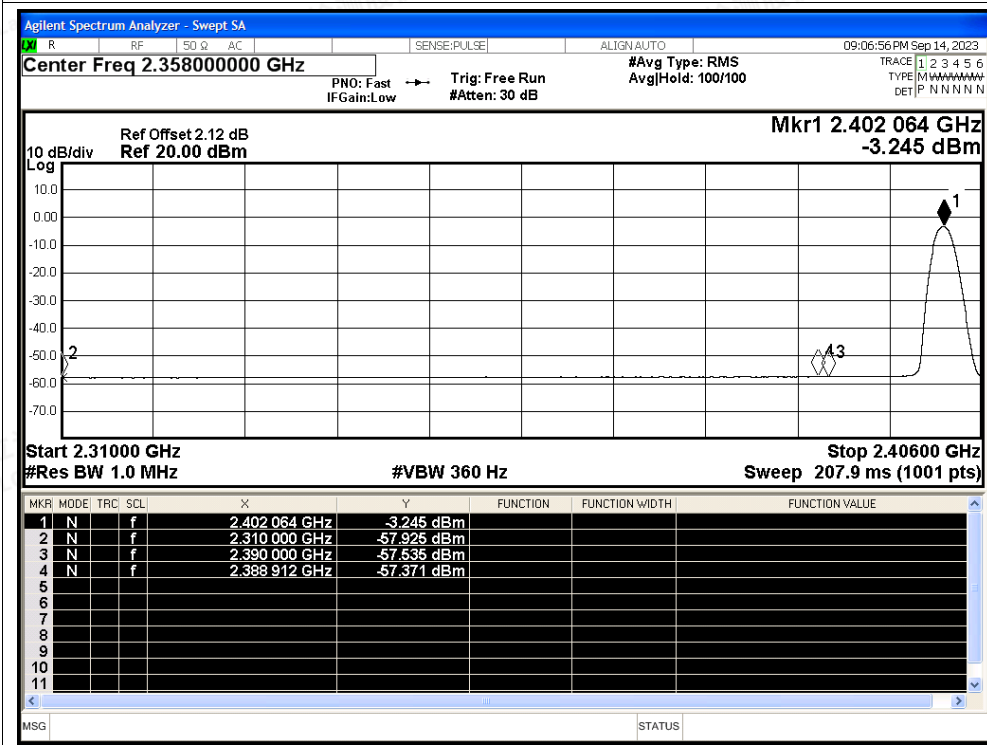 Agilent Spectrum Analyzer - Swept SA
LXI R RF 50 Ω AC SENSE:PULSE ALIGN AUTO 09:06:56 PM Sep 14, 2023
Center Freq 2.358000000 GHz
PNO: Fast
IFGain:Low
Trig: Free Run
#Atten: 30 dB
#Avg Type: RMS
Avg|Hold: 100/100
TRACE 1 2 3 4 5 6
TYPE M
DET P N N N N N
Mkr1 2.402 064 GHz
-3.245 dBm
Ref Offset 2.12 dB
10 dB/div Ref 20.00 dBm
Log
10.0
0.00
-10.0
-20.0
-30.0
-40.0
-50.0
-60.0
-70.0
1
2
43
Start 2.31000 GHz Stop 2.40600 GHz
#Res BW 1.0 MHz #VBW 360 Hz Sweep 207.9 ms (1001 pts)
MKR MODE TRC SCL X Y FUNCTION FUNCTION WIDTH FUNCTION VALUE
1 N f 2.402 064 GHz -3.245 dBm
2 N f 2.310 000 GHz -57.925 dBm
3 N f 2.390 000 GHz -57.535 dBm
4 N f 2.388 912 GHz -57.371 dBm
5
6
7
8
9
10
11
MSG STATUS